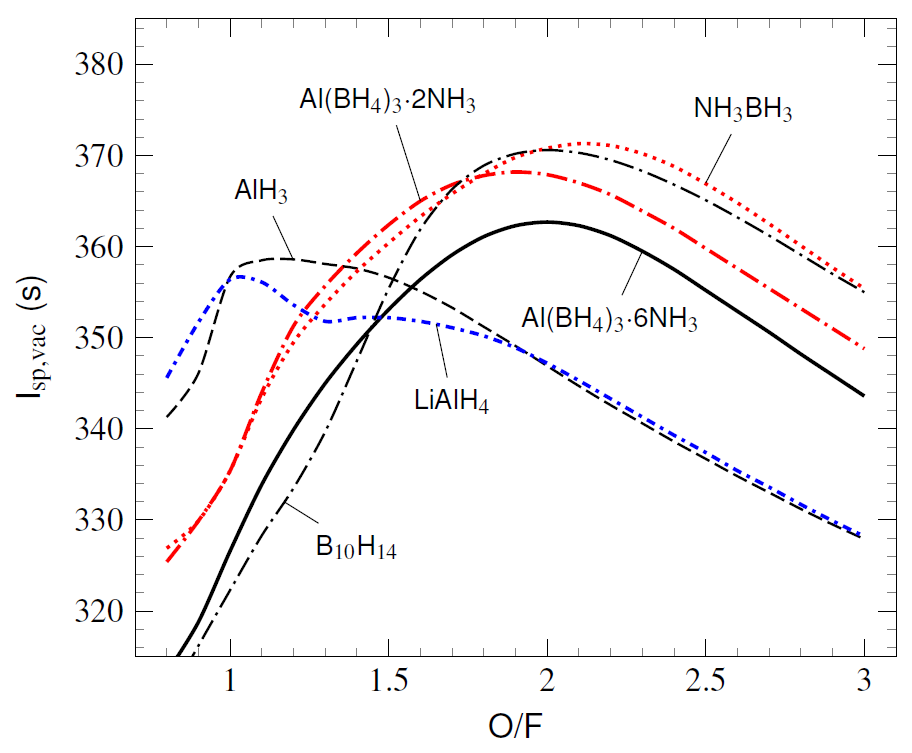 380
Al(BH₄)₃·2NH₃
NH₃BH₃
370
AlH₃
360
Iₛₚ,ᵥₐ꜀ (s)
350
Al(BH₄)₃·6NH₃
LiAlH₄
340
330
B₁₀H₁₄
320
1 1.5 2 2.5 3
O/F